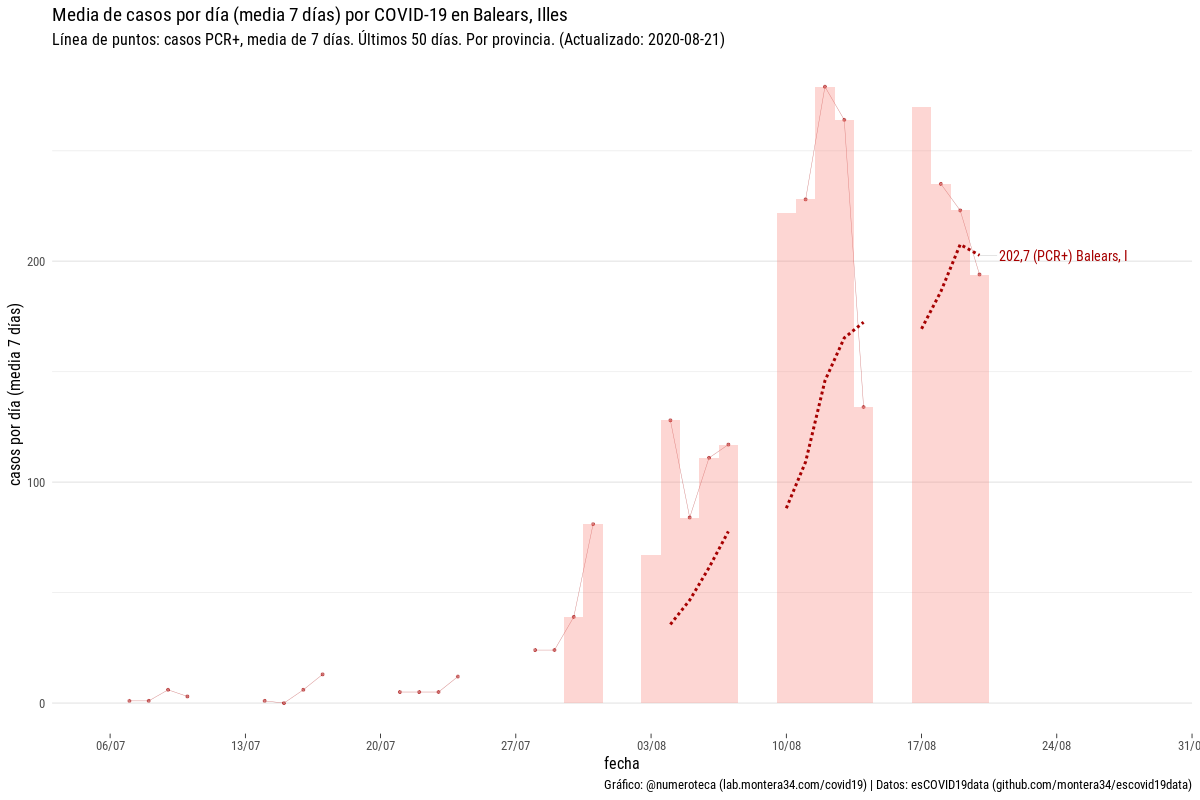 Media de casos por día (media 7 días) por COVID-19 en Balears, Illes
Línea de puntos: casos PCR+, media de 7 días. Últimos 50 días. Por provincia. (Actualizado: 2020-08-21)
casos por día (media 7 días)
200
100
0
202,7 (PCR+) Balears, I
06/07
13/07
20/07
27/07
03/08
10/08
17/08
24/08
31/0
fecha
Gráfico: @numeroteca (lab.montera34.com/covid19) | Datos: esCOVID19data (github.com/montera34/escovid19data)